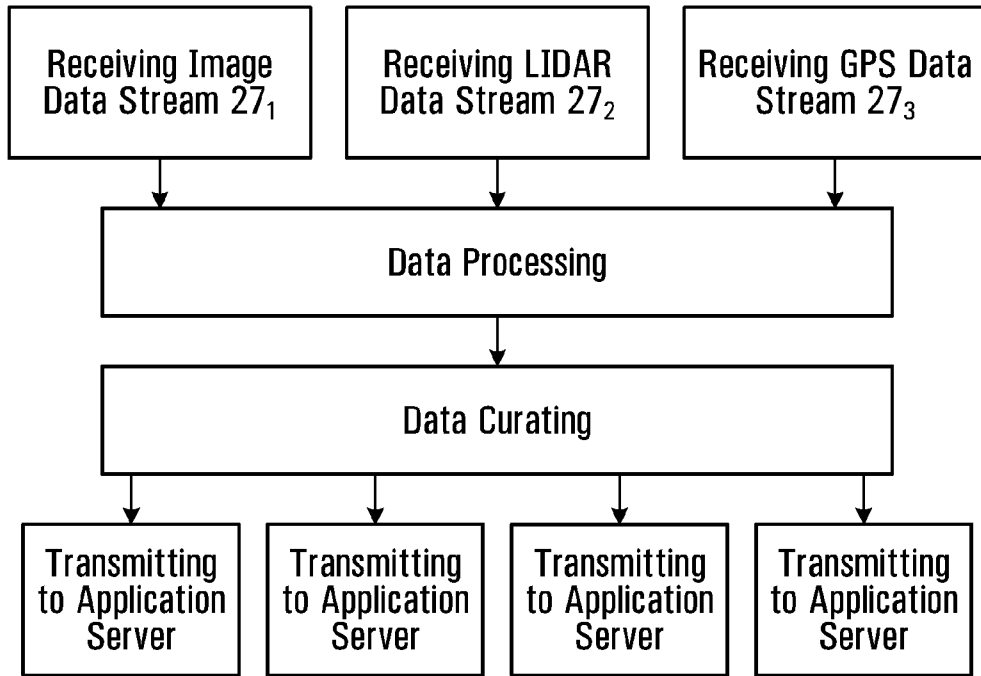 Receiving Image
Data Stream 27₁
Receiving LIDAR
Data Stream 27₂
Receiving GPS Data
Stream 27₃
Data Processing
Data Curating
Transmitting
to Application
Server
Transmitting
to Application
Server
Transmitting
to Application
Server
Transmitting
to Application
Server